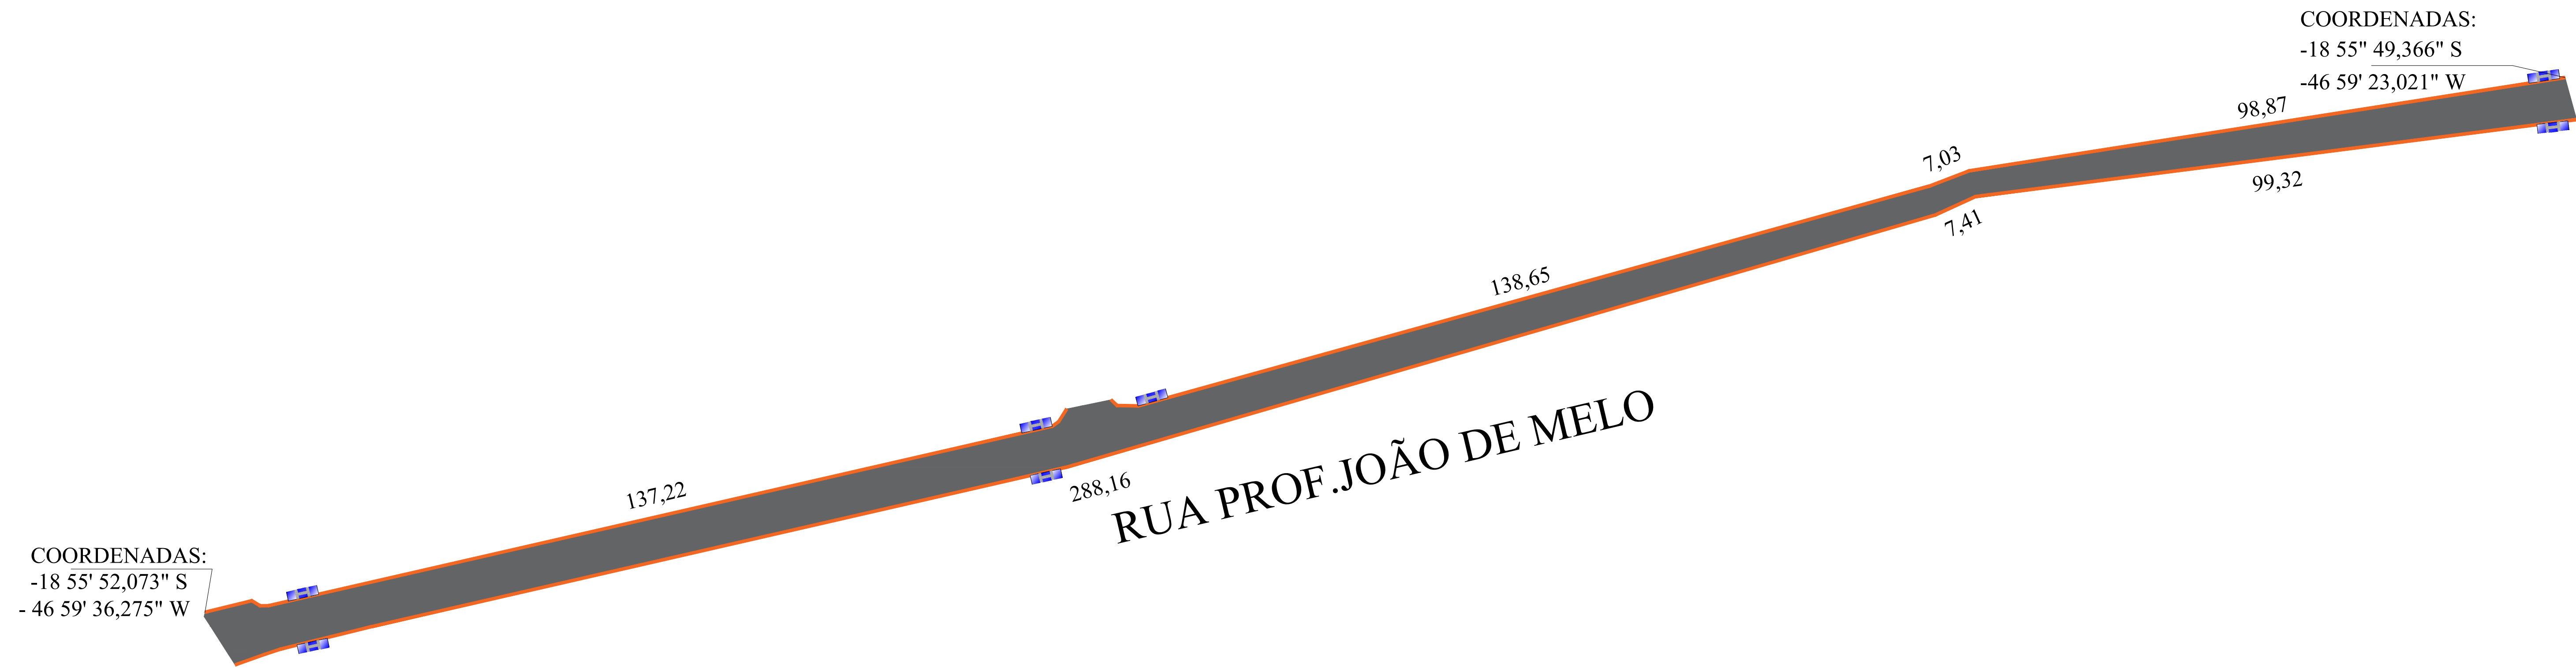 COORDENADAS:
-18 55" 49,366" S
-46 59' 23,021" W
98,87
7,03
99,32
7,41
138,65
RUA PROF.JOÃO DE MELO
288,16
137,22
COORDENADAS:
-18 55' 52,073" S
- 46 59' 36,275" W